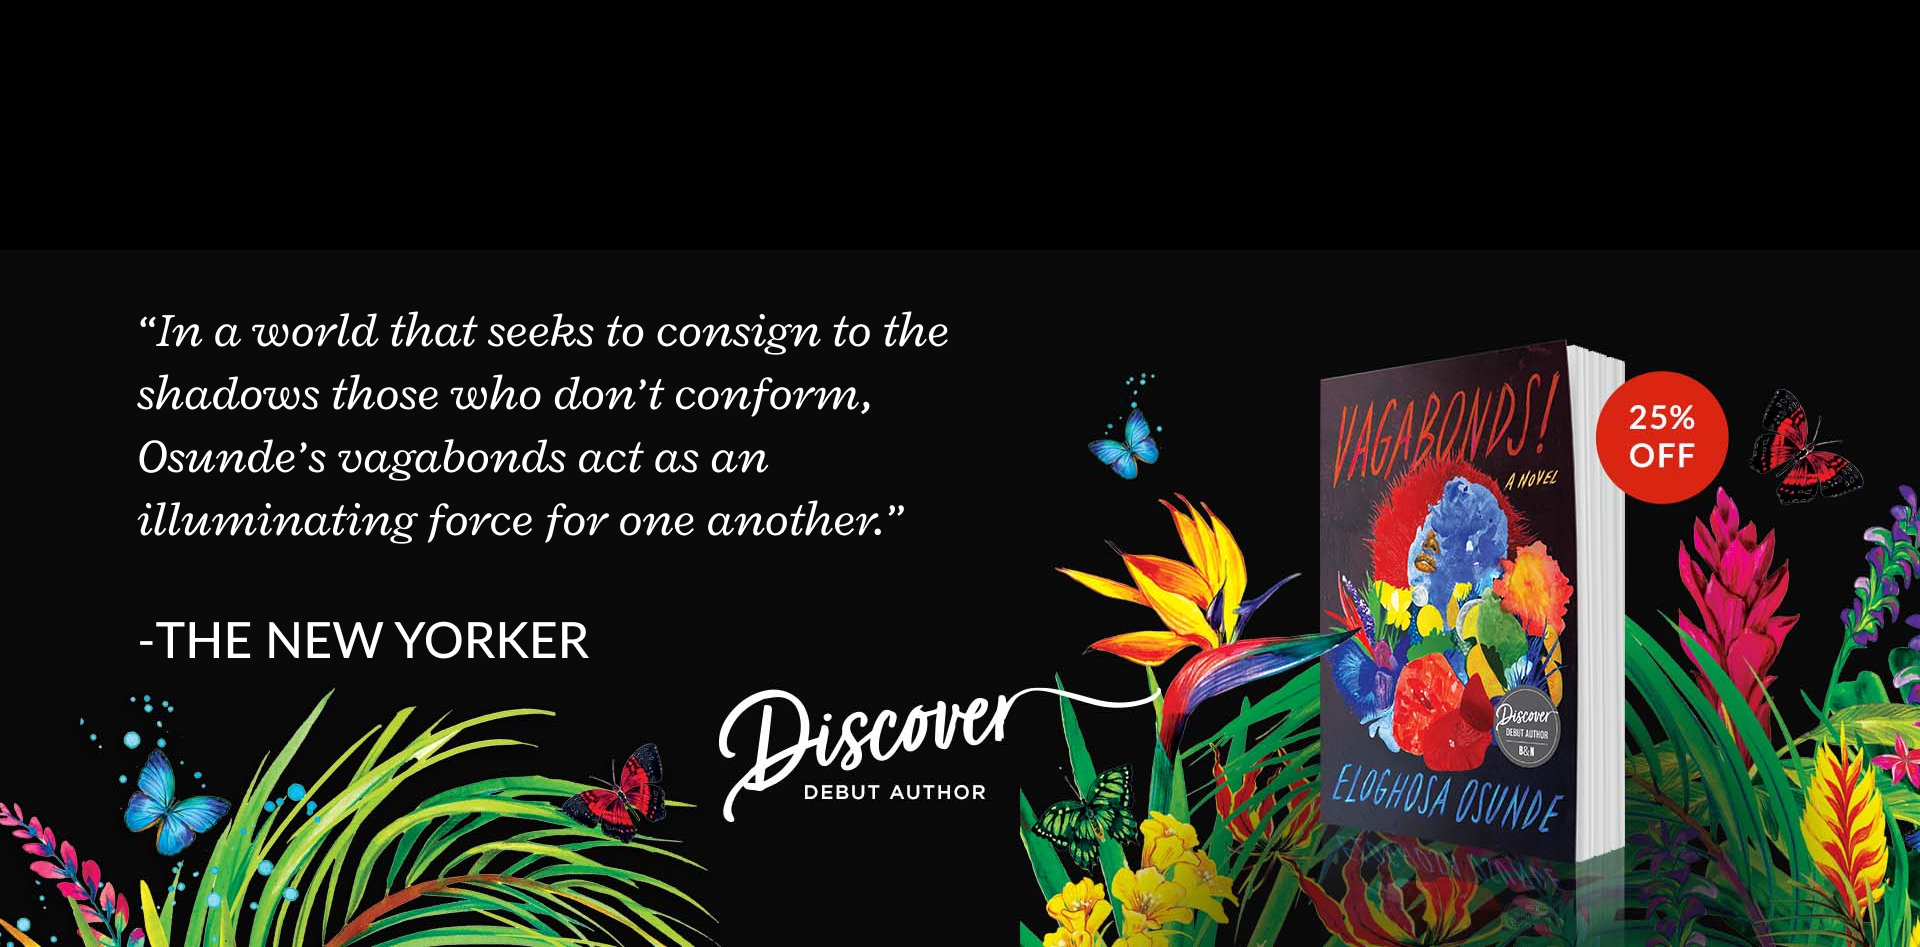 “In a world that seeks to consign to the
shadows those who don’t conform,
Osunde’s vagabonds act as an
illuminating force for one another.”
-THE NEW YORKER
Discover
DEBUT AUTHOR
VAGABONDS!
A NOVEL
25%
OFF
Discover
DEBUT AUTHOR
B&N
ELOGHOSA OSUNDE